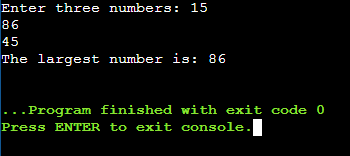 Enter three numbers: 15
86
45
The largest number is: 86
...Program finished with exit code 0
Press ENTER to exit console.